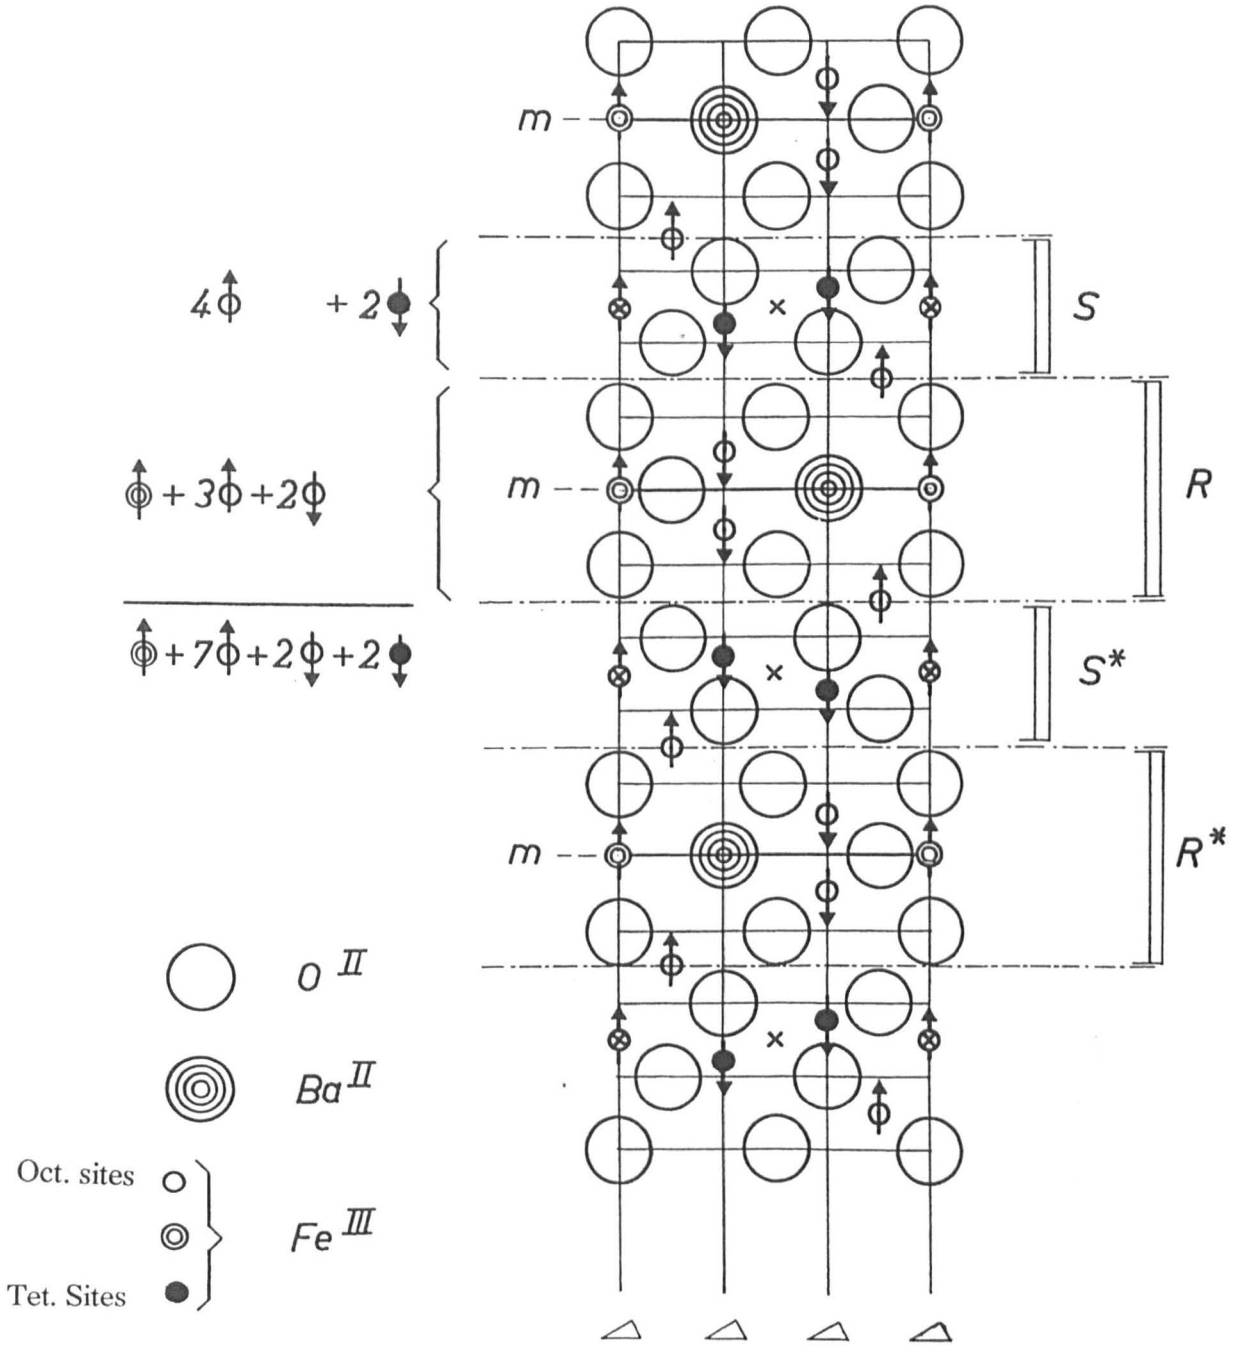 m
4 + 2
S
m
+ 3 + 2
R
+ 7 + 2 + 2
S*
m
R*
O II
Ba II
Oct. sites
Fe III
Tet. Sites